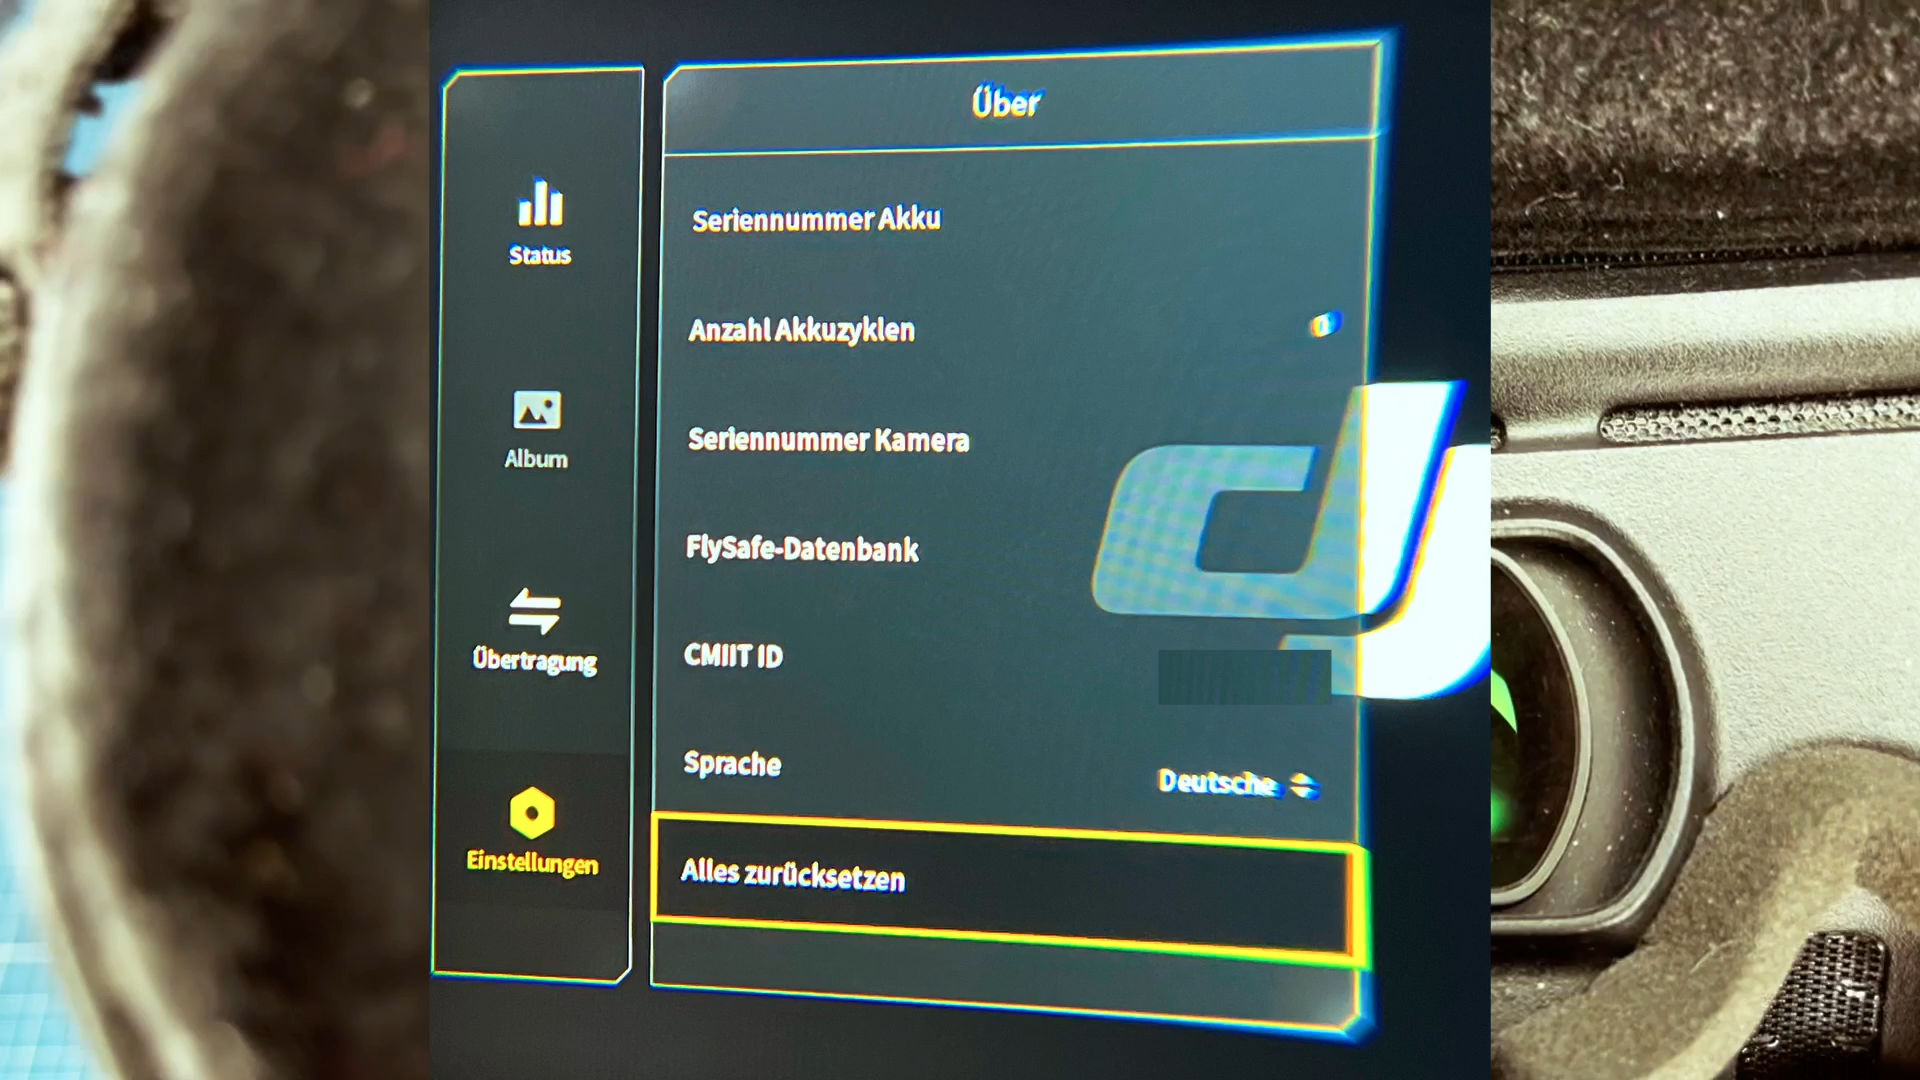 Über
Status
Album
Übertragung
Einstellungen
Seriennummer Akku
Anzahl Akkuzyklen 0
Seriennummer Kamera
FlySafe-Datenbank
CMIIT ID
Sprache Deutsche
Alles zurücksetzen